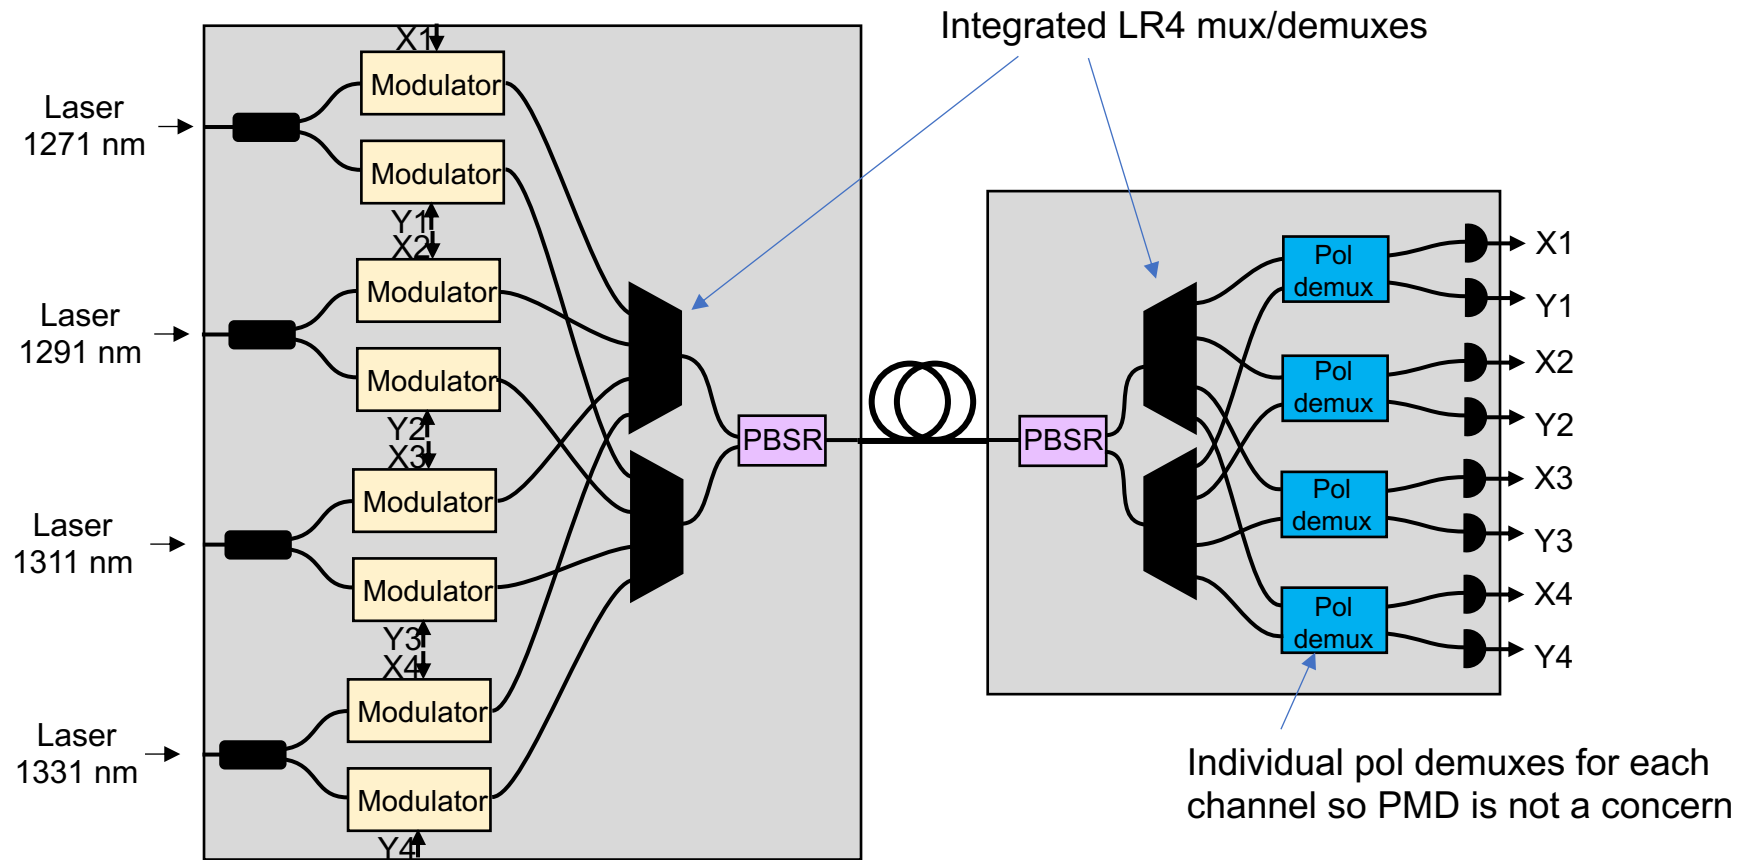 Integrated LR4 mux/demuxes
X1
Modulator
Laser
1271 nm
Modulator
Y1
X2
Modulator
Laser
1291 nm
Modulator
Y2
X3
Modulator
Laser
1311 nm
Modulator
Y3
X4
Modulator
Laser
1331 nm
Modulator
Y4
PBSR
PBSR
Pol
demux
X1
Y1
Pol
demux
X2
Y2
Pol
demux
X3
Y3
Pol
demux
X4
Y4
Individual pol demuxes for each
channel so PMD is not a concern